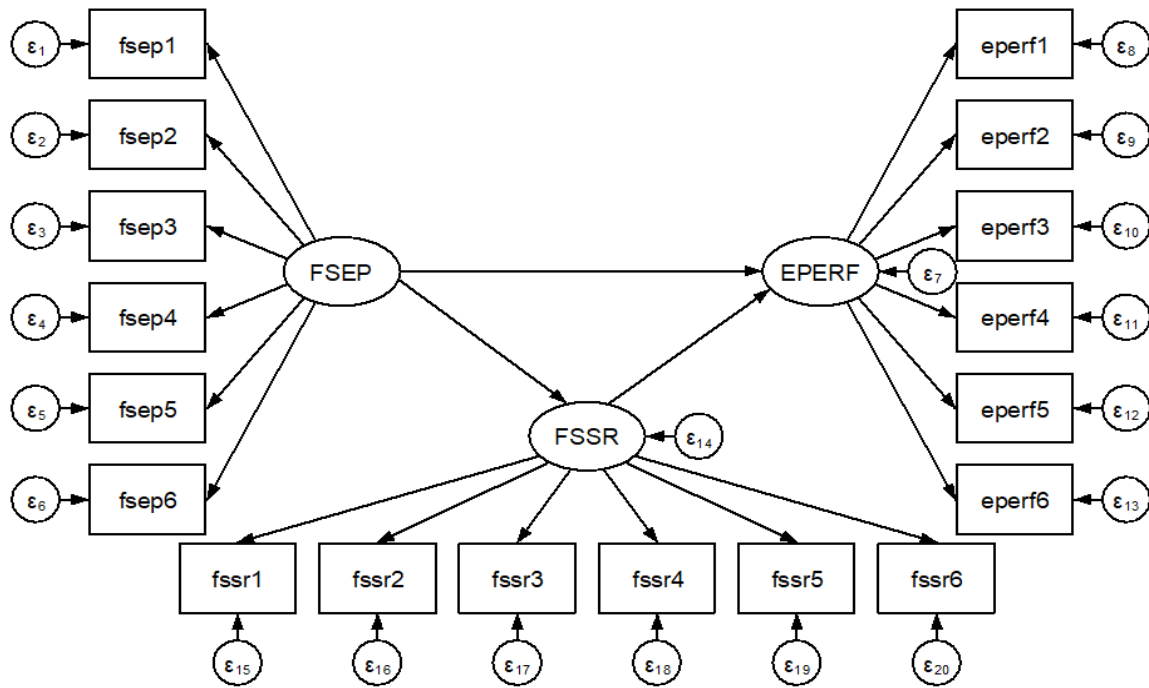 ε1 fsep1
ε2 fsep2
ε3 fsep3
ε4 fsep4
ε5 fsep5
ε6 fsep6
FSEP
EPERF
ε7
eperf1 ε8
eperf2 ε9
eperf3 ε10
eperf4 ε11
eperf5 ε12
eperf6 ε13
FSSR ε14
fssr1 fssr2 fssr3 fssr4 fssr5 fssr6
ε15 ε16 ε17 ε18 ε19 ε20